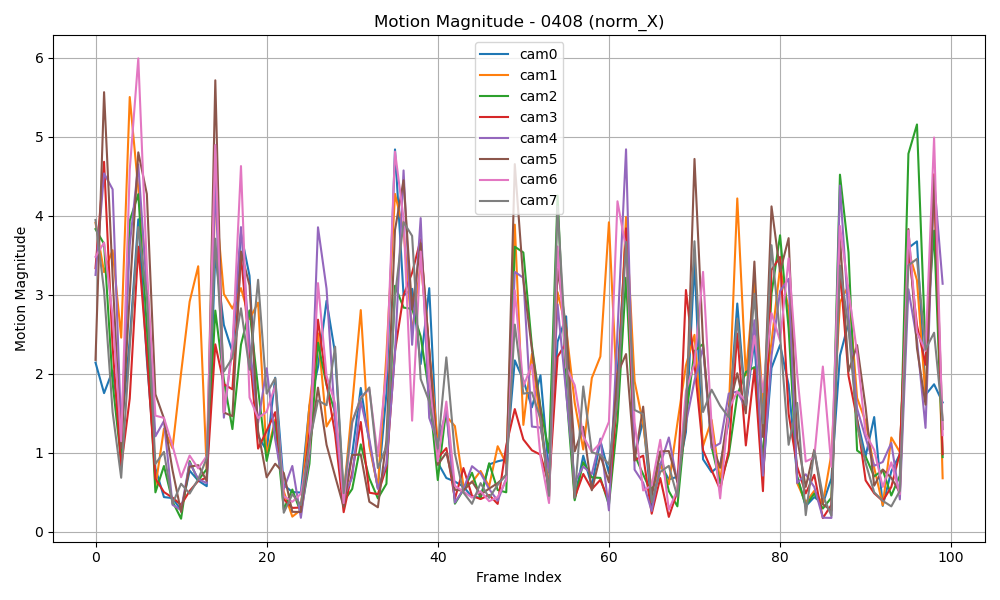 Motion Magnitude - 0408 (norm_X)
cam0
cam1
cam2
cam3
cam4
cam5
cam6
cam7
Motion Magnitude
6
5
4
3
2
1
0
0 20 40 60 80 100
Frame Index